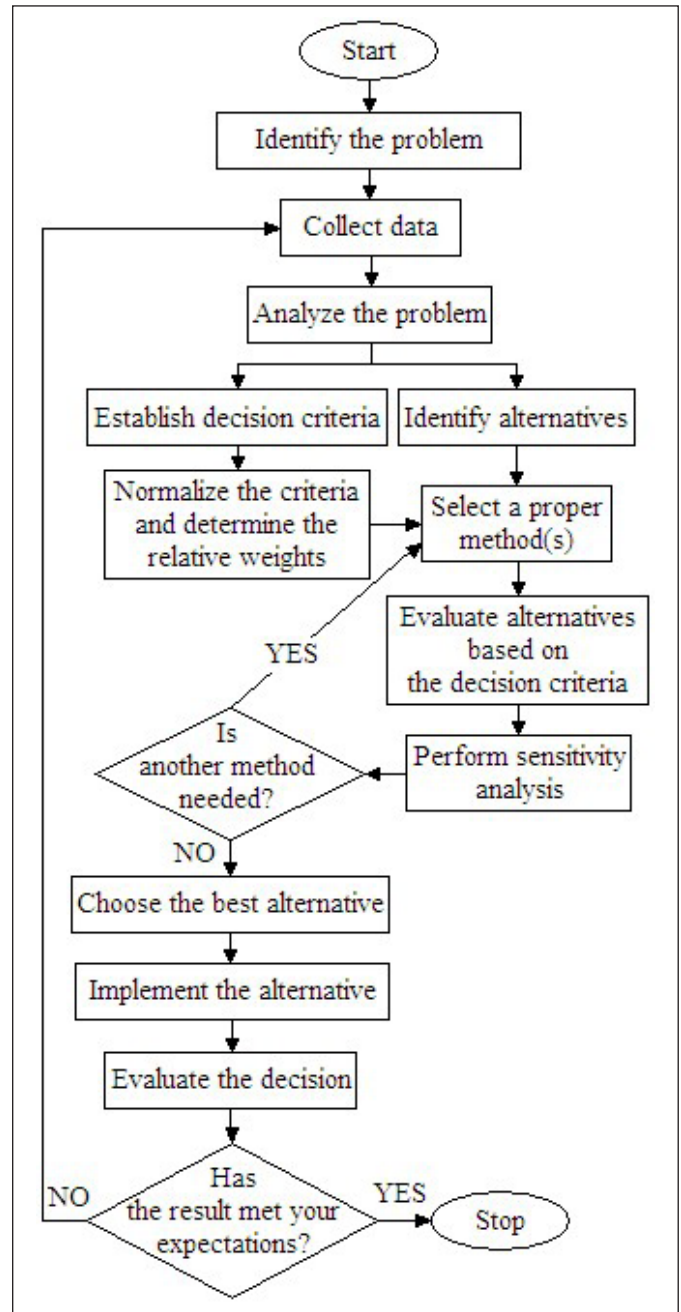 Start
Identify the problem
Collect data
Analyze the problem
Establish decision criteria
Identify alternatives
Normalize the criteria
and determine the
relative weights
Select a proper
method(s)
Evaluate alternatives
based on
the decision criteria
YES
Is
another method
needed?
Perform sensitivity
analysis
NO
Choose the best alternative
Implement the alternative
Evaluate the decision
Has
the result met your
expectations?
NO
YES
Stop